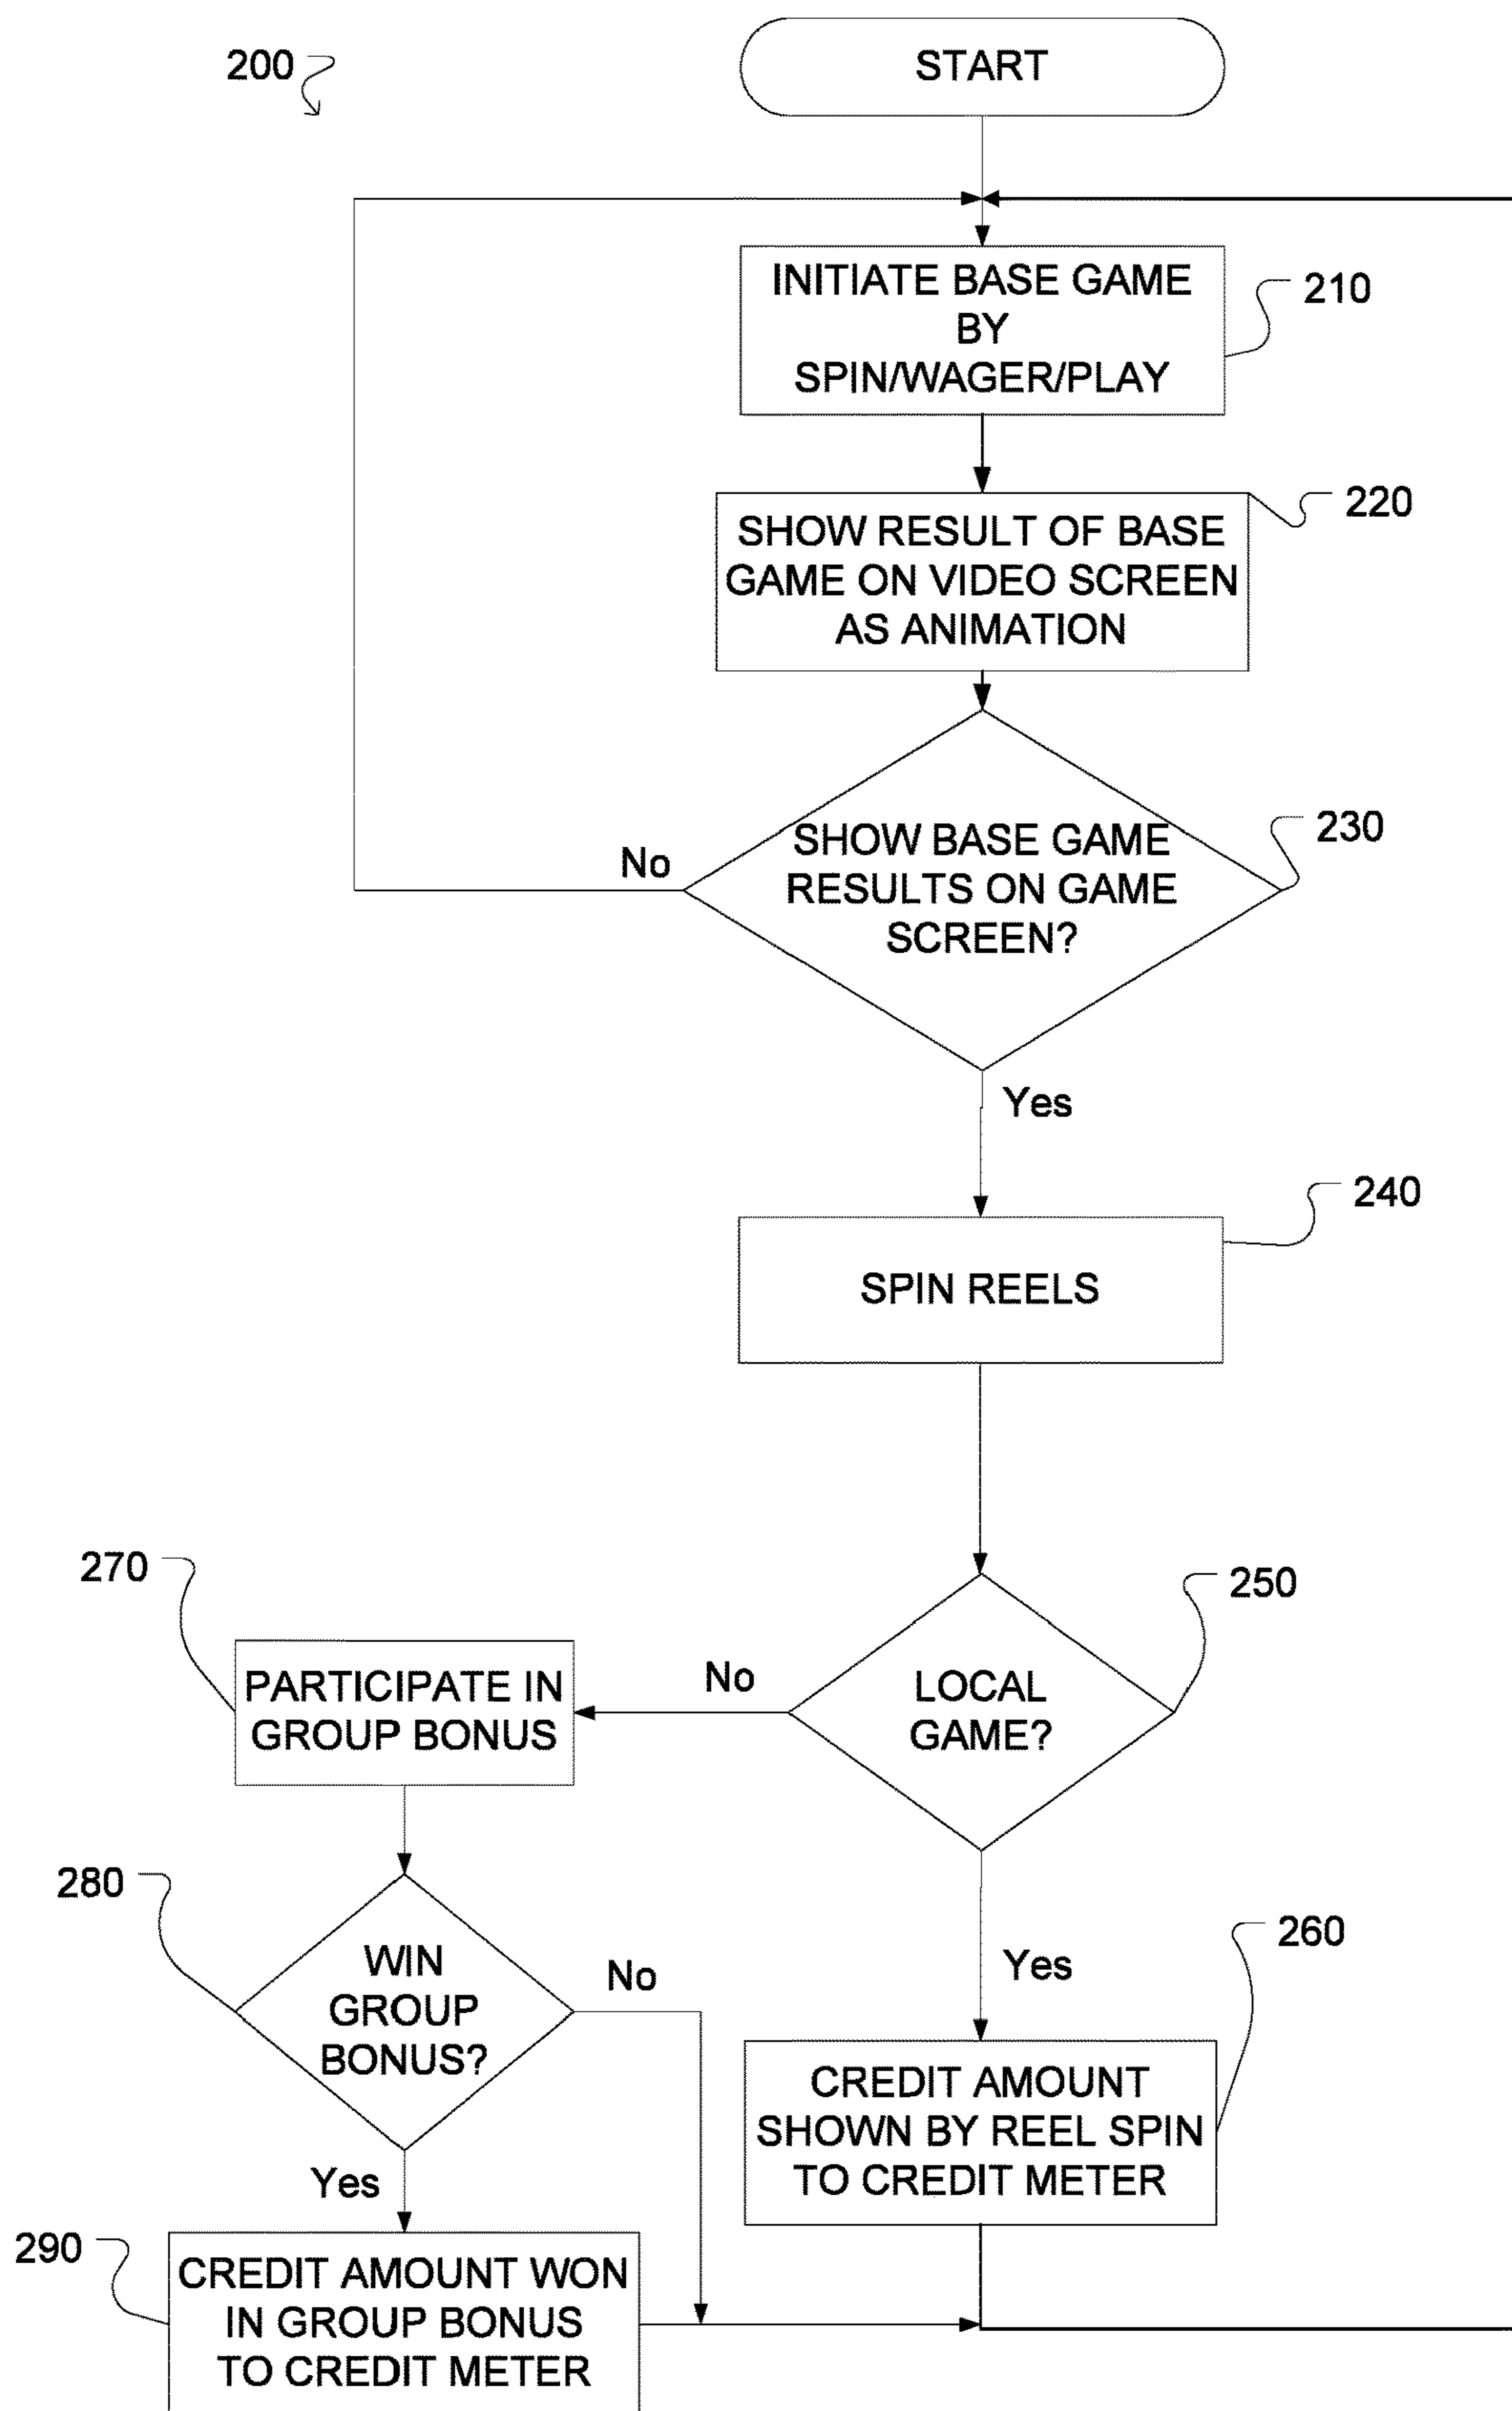 200
START
INITIATE BASE GAME
BY
SPIN/WAGER/PLAY
210
SHOW RESULT OF BASE
GAME ON VIDEO SCREEN
AS ANIMATION
220
SHOW BASE GAME
RESULTS ON GAME
SCREEN?
230
No
Yes
SPIN REELS
240
LOCAL
GAME?
250
No
Yes
270
PARTICIPATE IN
GROUP BONUS
280
WIN
GROUP
BONUS?
No
Yes
260
CREDIT AMOUNT
SHOWN BY REEL SPIN
TO CREDIT METER
290
CREDIT AMOUNT WON
IN GROUP BONUS
TO CREDIT METER